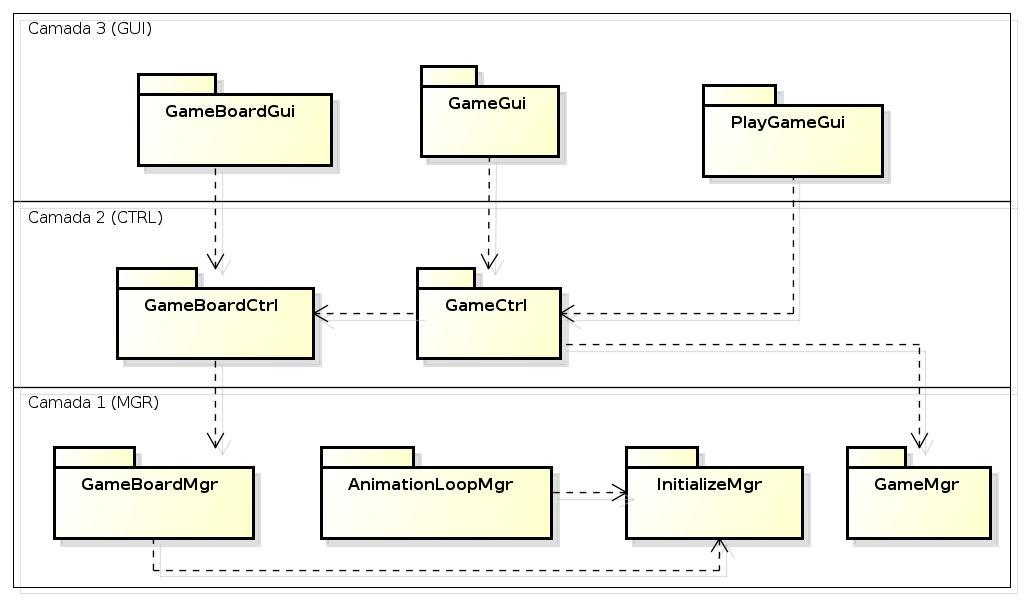 Camada 3 (GUI)
GameBoardGui
GameGui
PlayGameGui
Camada 2 (CTRL)
GameBoardCtrl
GameCtrl
Camada 1 (MGR)
GameBoardMgr
AnimationLoopMgr
InitializeMgr
GameMgr